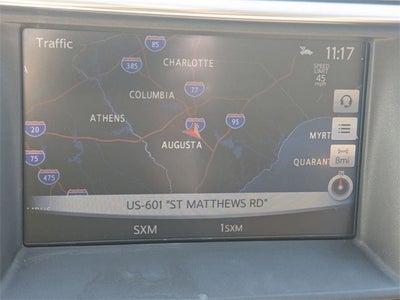 Traffic
85
11:17
385
CHARLOTTE
SPEED
LIMIT
45
mph
77
COLUMBIA
ATHENS
20
95
MYRT
AUGUSTA
QUARANT
75
8mi
475
US-601 "ST MATTHEWS RD"
SXM
1SXM